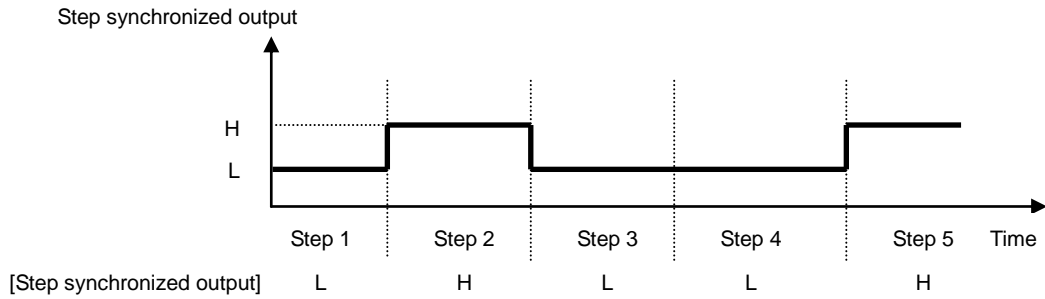 Step synchronized output
H
L
Step 1 Step 2 Step 3 Step 4 Step 5 Time
[Step synchronized output] L H L L H